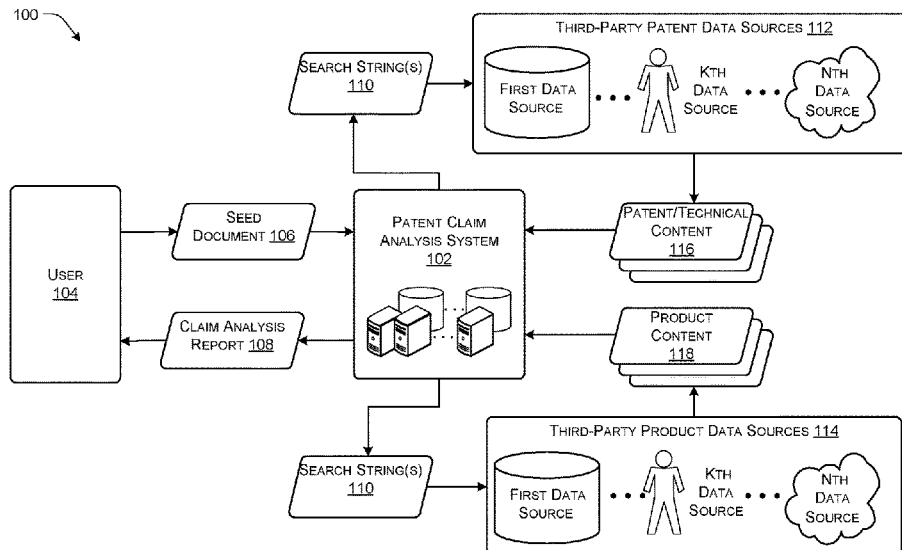 100
THIRD-PARTY PATENT DATA SOURCES 112
FIRST DATA
SOURCE
KTH
DATA
SOURCE
NTH
DATA
SOURCE
SEARCH STRING(S)
110
USER
104
SEED
DOCUMENT 106
CLAIM ANALYSIS
REPORT 108
PATENT CLAIM
ANALYSIS SYSTEM
102
PATENT/TECHNICAL
CONTENT
116
PRODUCT
CONTENT
118
SEARCH STRING(S)
110
THIRD-PARTY PRODUCT DATA SOURCES 114
FIRST DATA
SOURCE
KTH
DATA
SOURCE
NTH
DATA
SOURCE